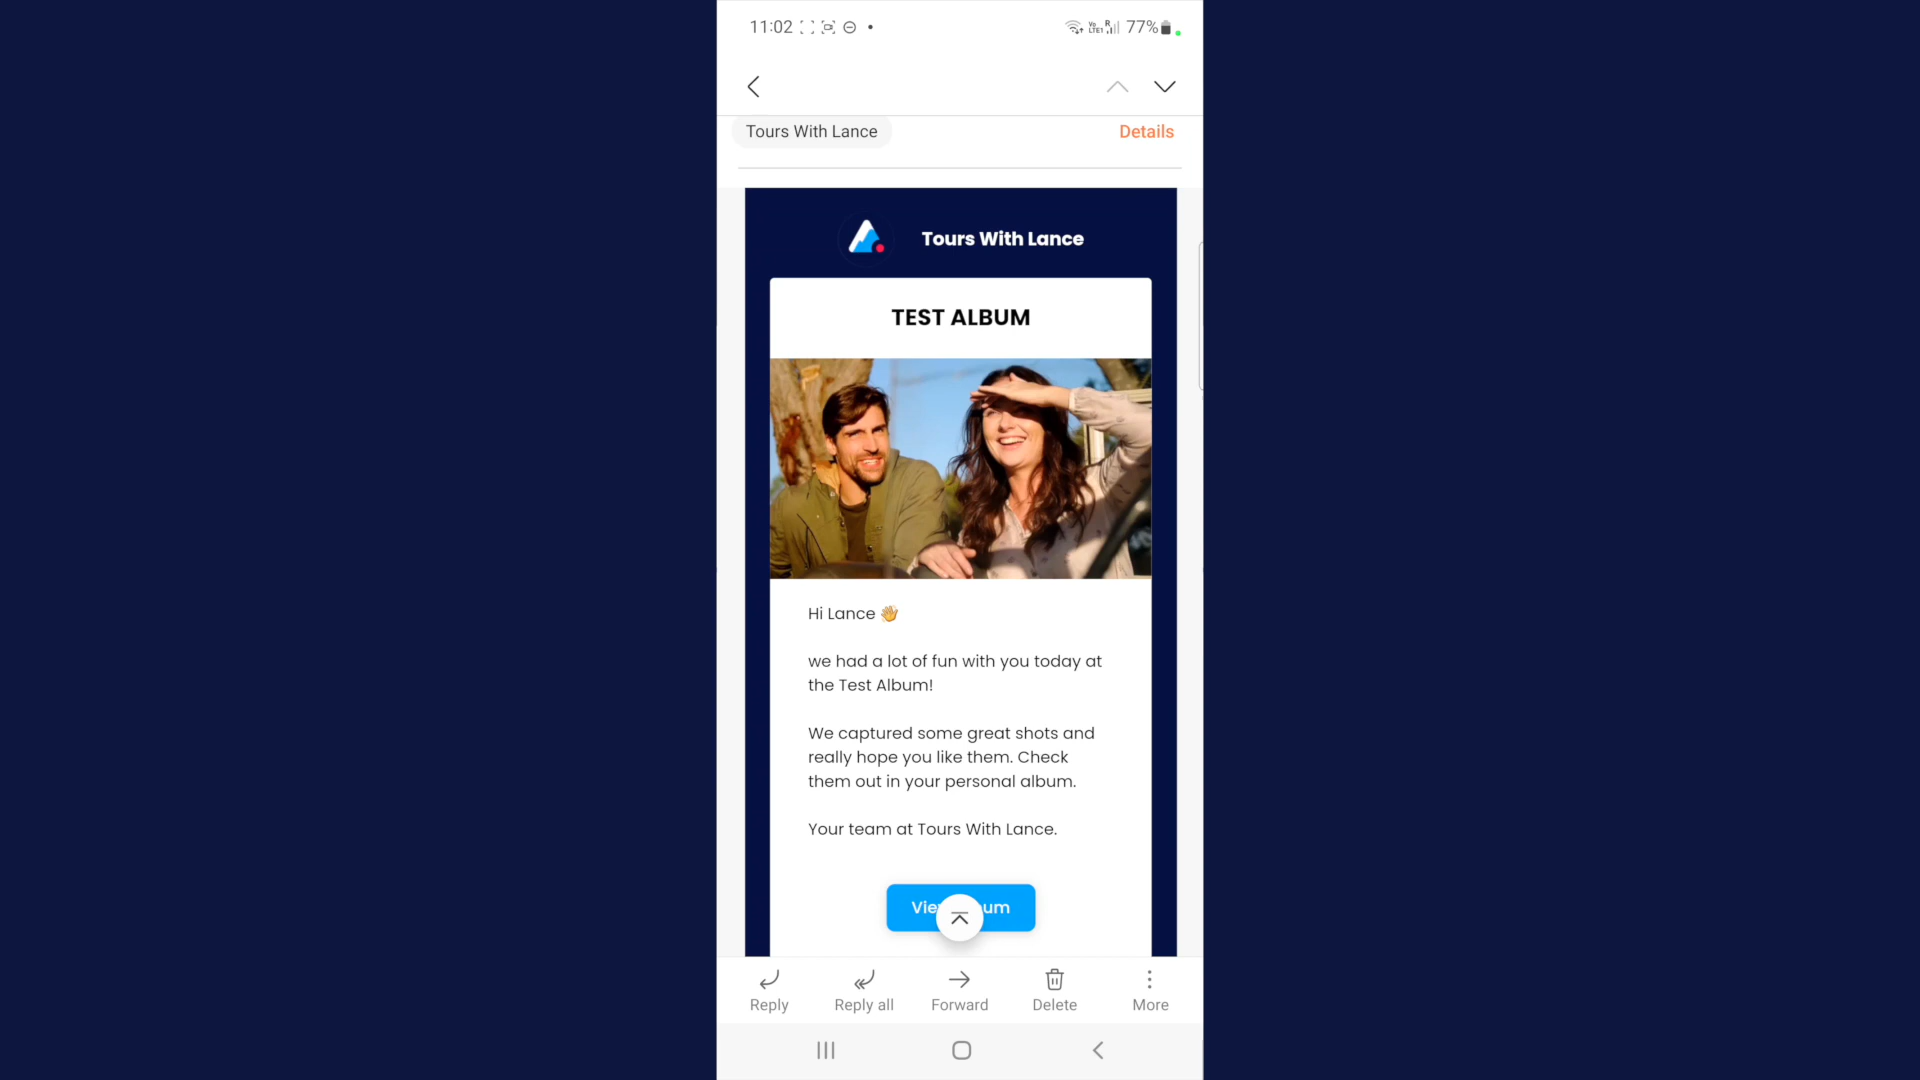 11:02 77%
Tours With Lance Details
Tours With Lance
TEST ALBUM
Hi Lance 👋
we had a lot of fun with you today at
the Test Album!
We captured some great shots and
really hope you like them. Check
them out in your personal album.
Your team at Tours With Lance.
Reply Reply all Forward Delete More